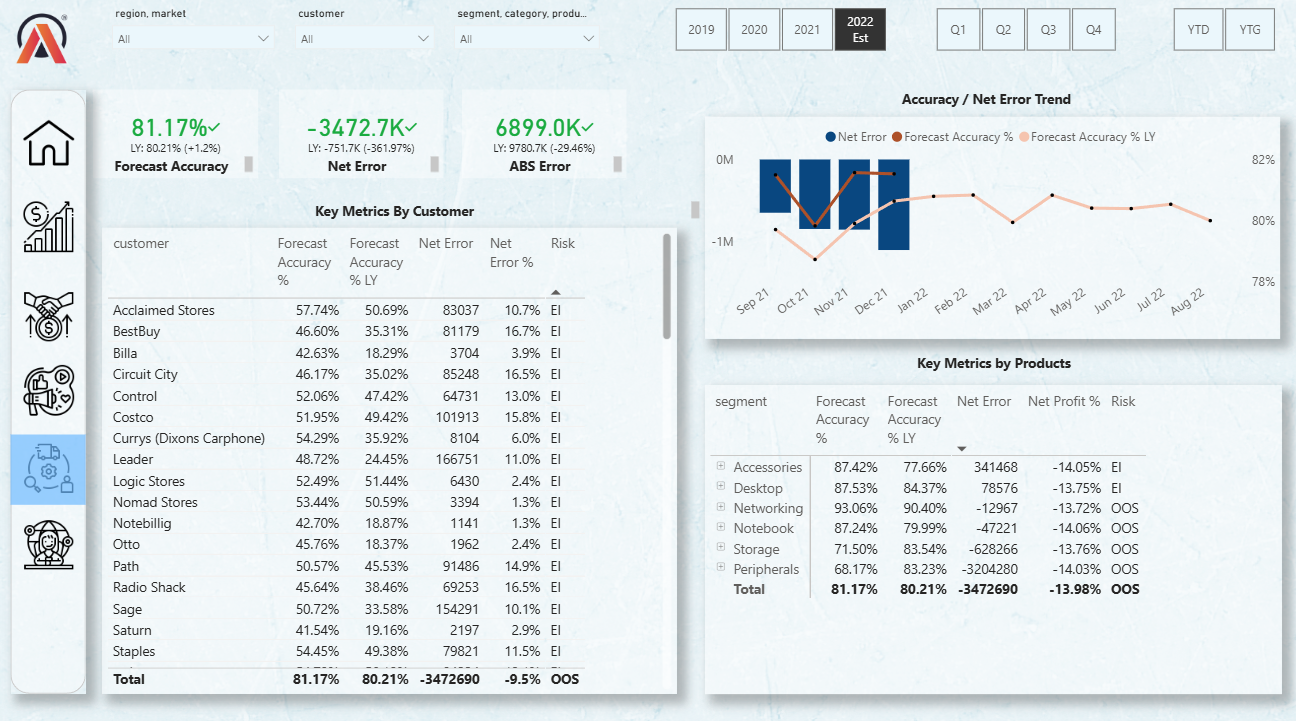 region, market
customer
segment, category, produ...
All
All
All
2019
2020
2021
2022 Est
Q1
Q2
Q3
Q4
YTD
YTG
81.17%
LY: 80.21% (+1.2%)
Forecast Accuracy
-3472.7K
LY: -751.7K (-361.97%)
Net Error
6899.0K
LY: 9780.7K (-29.46%)
ABS Error
Key Metrics By Customer
customer Forecast Accuracy % Forecast Accuracy % LY Net Error Net Error % Risk
Acclaimed Stores 57.74% 50.69% 83037 10.7% EI
BestBuy 46.60% 35.31% 81179 16.7% EI
Billa 42.63% 18.29% 3704 3.9% EI
Circuit City 46.17% 35.02% 85248 16.5% EI
Control 52.06% 47.42% 64731 13.0% EI
Costco 51.95% 49.42% 101913 15.8% EI
Currys (Dixons Carphone) 54.29% 35.92% 8104 6.0% EI
Leader 48.72% 24.45% 166751 11.0% EI
Logic Stores 52.49% 51.44% 6430 2.4% EI
Nomad Stores 53.44% 50.59% 3394 1.3% EI
Notebillig 42.70% 18.87% 1141 1.3% EI
Otto 45.76% 18.37% 1962 2.4% EI
Path 50.57% 45.53% 91486 14.9% EI
Radio Shack 45.64% 38.46% 69253 16.5% EI
Sage 50.72% 33.58% 154291 10.1% EI
Saturn 41.54% 19.16% 2197 2.9% EI
Staples 54.45% 49.38% 79821 11.5% EI
Total 81.17% 80.21% -3472690 -9.5% OOS
Accuracy / Net Error Trend
Net Error Forecast Accuracy % Forecast Accuracy % LY
0M
-1M
82%
80%
78%
Sep 21 Oct 21 Nov 21 Dec 21 Jan 22 Feb 22 Mar 22 Apr 22 May 22 Jun 22 Jul 22 Aug 22
Key Metrics by Products
segment Forecast Accuracy % Forecast Accuracy % LY Net Error Net Profit % Risk
Accessories 87.42% 77.66% 341468 -14.05% EI
Desktop 87.53% 84.37% 78576 -13.75% EI
Networking 93.06% 90.40% -12967 -13.72% OOS
Notebook 87.24% 79.99% -47221 -14.06% OOS
Storage 71.50% 83.54% -628266 -13.76% OOS
Peripherals 68.17% 83.23% -3204280 -14.03% OOS
Total 81.17% 80.21% -3472690 -13.98% OOS